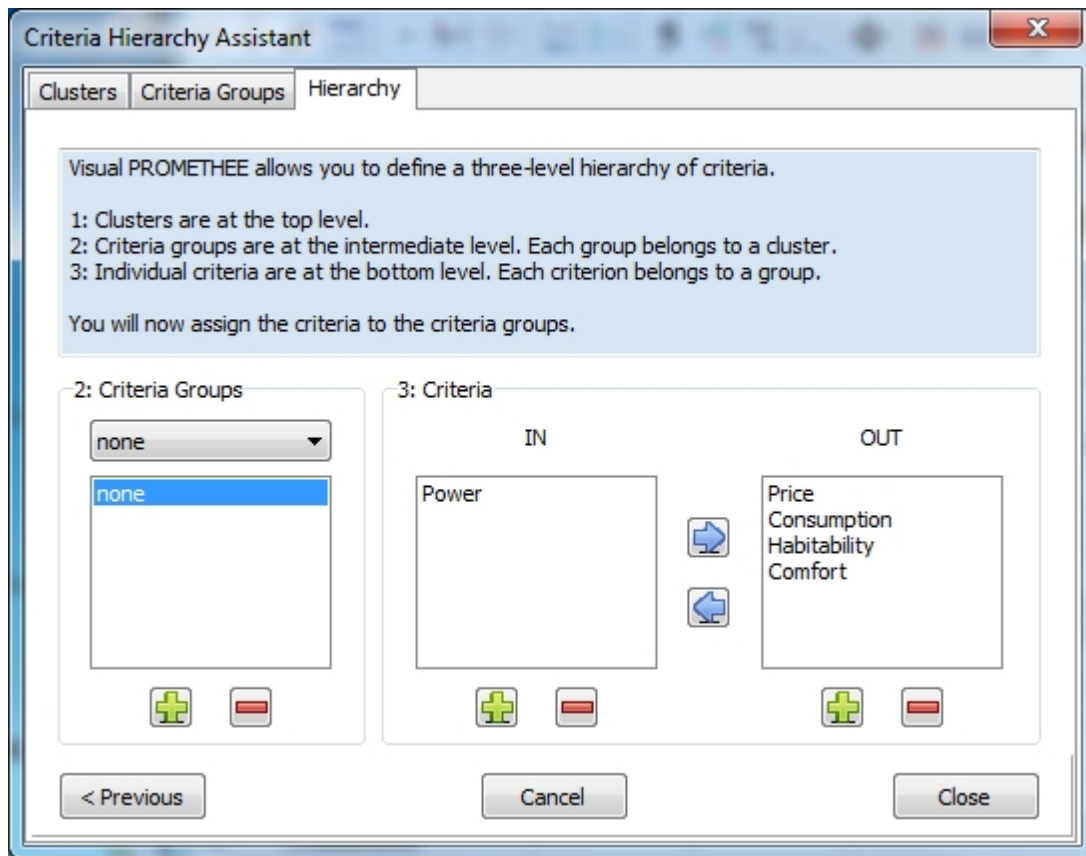 Criteria Hierarchy Assistant
Clusters Criteria Groups Hierarchy
Visual PROMETHEE allows you to define a three-level hierarchy of criteria.
1: Clusters are at the top level.
2: Criteria groups are at the intermediate level. Each group belongs to a cluster.
3: Individual criteria are at the bottom level. Each criterion belongs to a group.
You will now assign the criteria to the criteria groups.
2: Criteria Groups
none
none
3: Criteria
IN
Power
OUT
Price
Consumption
Habitability
Comfort
< Previous
Cancel
Close